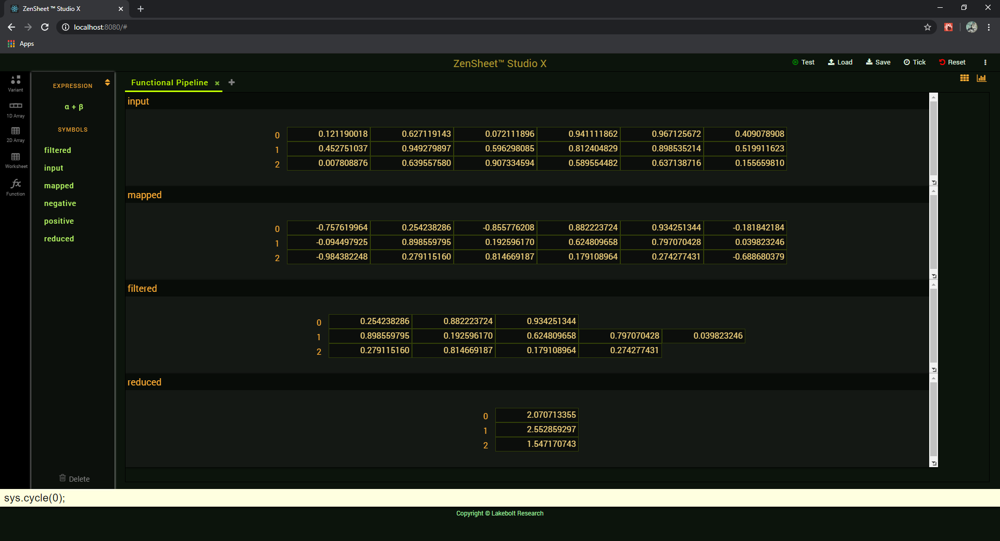 ZenSheet ™ Studio X
localhost:8080/#
Apps
ZenSheet™ Studio X
Test Load Save Tick Reset
Variant
1D Array
2D Array
Worksheet
fx
Function
EXPRESSION
α + β
SYMBOLS
filtered
input
mapped
negative
positive
reduced
Delete
Functional Pipeline
input
0 0.121190018 0.627119143 0.072111896 0.941111862 0.967125672 0.409078908
1 0.452751037 0.949279897 0.596298085 0.812404829 0.898535214 0.519911623
2 0.007808876 0.639557580 0.907334594 0.589554482 0.637138716 0.155659810
mapped
0 -0.757619964 0.254238286 -0.855776208 0.882223724 0.934251344 -0.181842184
1 -0.094497925 0.898559795 0.192596170 0.624809658 0.797070428 0.039823246
2 -0.984382248 0.279115160 0.814669187 0.179108964 0.274277431 -0.688680379
filtered
0 0.254238286 0.882223724 0.934251344
1 0.898559795 0.192596170 0.624809658 0.797070428 0.039823246
2 0.279115160 0.814669187 0.179108964 0.274277431
reduced
0 2.070713355
1 2.552859297
2 1.547170743
sys.cycle(0);
Copyright © Lakebolt Research